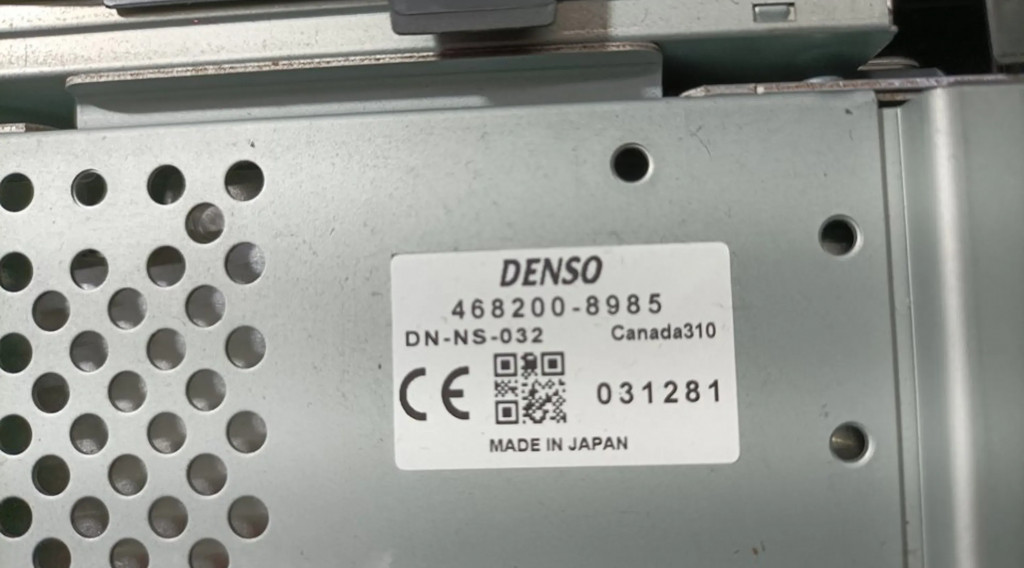 DENSO
468200-8985
DN-NS-032 Canada310
CE 031281
MADE IN JAPAN